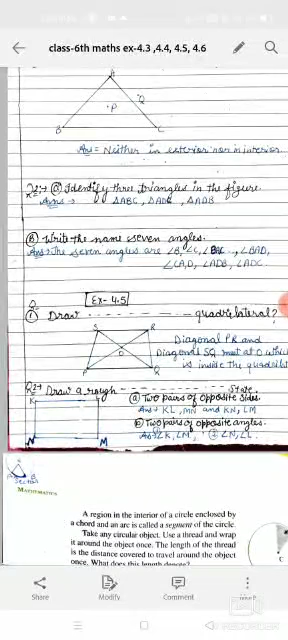 class-6th maths ex-4.3 ,4.4, 4.5, 4.6
A
Q
P
B
C
Ans = Neither in exterior nor in interior.
(a) Identify three triangles in the figure.
Ans → ΔABC, ΔADC, ΔADB
(B) Write the name seven angles.
Ans → The seven angles are ∠B, ∠C, ∠BAC, ∠BAD,
∠CAD, ∠ADB, ∠ADC.
Ex- 4.5
① Draw - - - - - - - quadrilateral?
S
R
O
P
Q
Diagonal PR and
Diagonal SQ meet at O which
is inside the quadrilat
Q2→ Draw a rough - - - - - - - State.
K
N
M
(a) Two pairs of opposite sides.
Ans→ KL, MN and KN, LM
(b) Two pairs of opposite angles.
Ans→ ∠K, ∠M, ∠N, ∠L.
A
B
Sector
MATHEMATICS
A region in the interior of a circle enclosed by
a chord and an arc is called a segment of the circle.
Take any circular object. Use a thread and wrap
it around the object once. The length of the thread
is the distance covered to travel around the object
once. What does this length denote?
C
Share
Modify
Comment